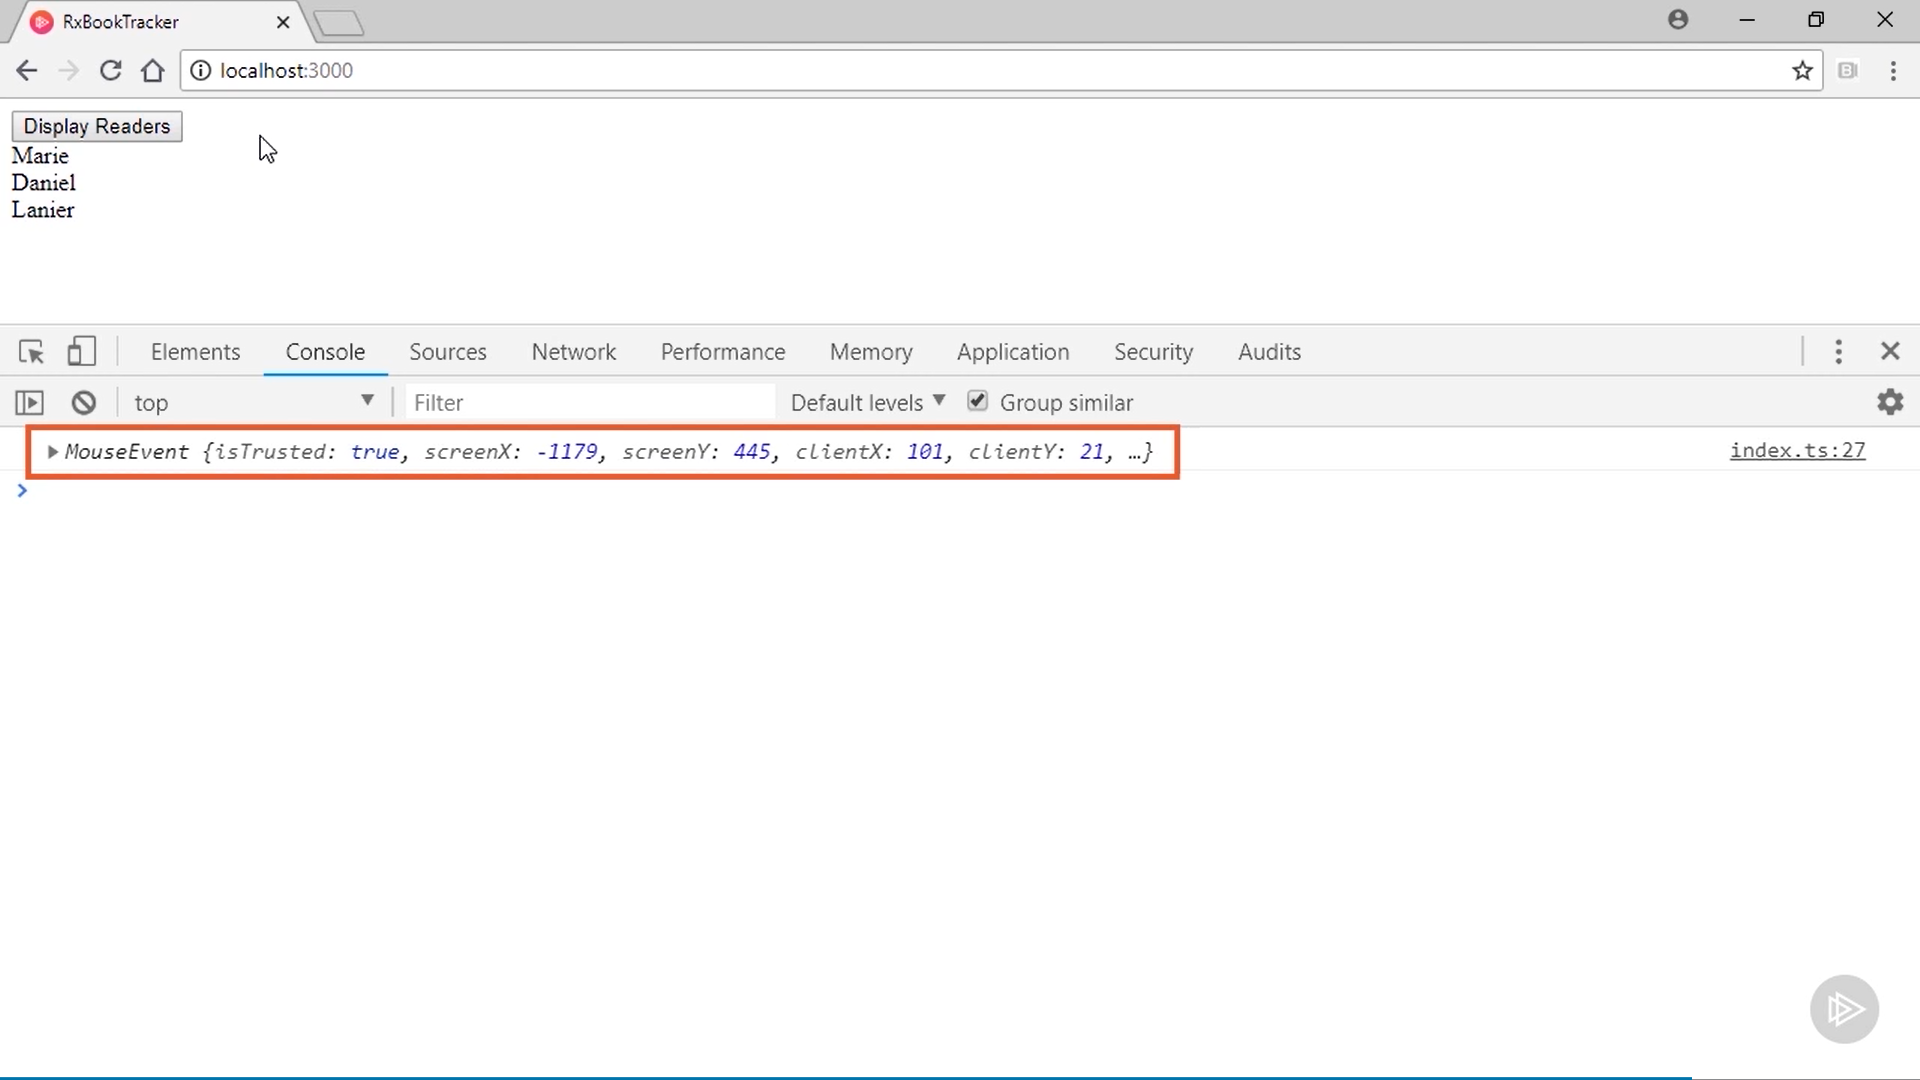 RxBookTracker
localhost:3000
Display Readers
Marie
Daniel
Lanier
Elements Console Sources Network Performance Memory Application Security Audits
top Filter Default levels Group similar
MouseEvent {isTrusted: true, screenX: -1179, screenY: 445, clientX: 101, clientY: 21, …} index.ts:27